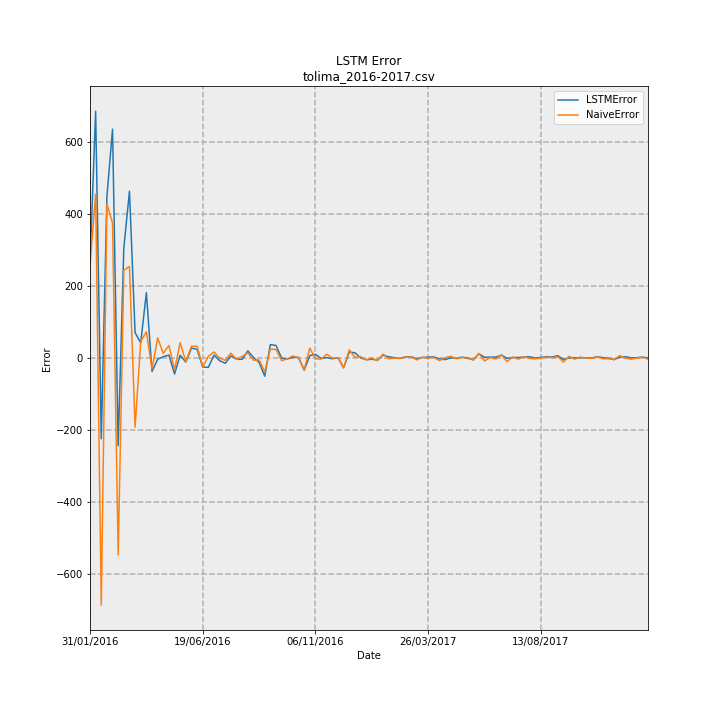 LSTM Error
tolima_2016-2017.csv
LSTMError
NaiveError
600
400
200
0
−200
−400
−600
Error
31/01/2016 19/06/2016 06/11/2016 26/03/2017 13/08/2017
Date